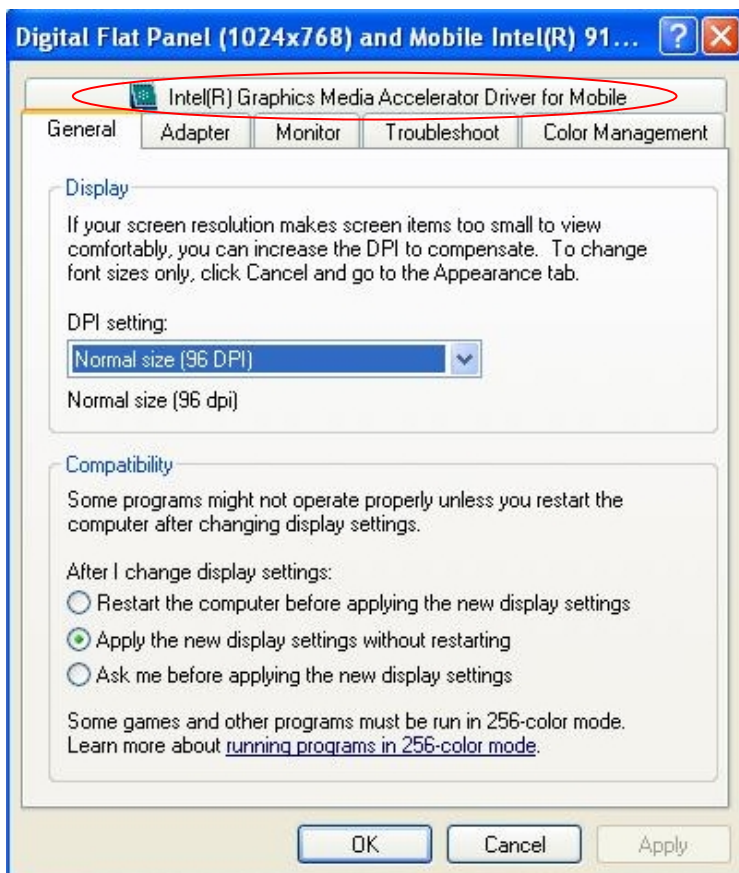 Digital Flat Panel (1024x768) and Mobile Intel(R) 91...
Intel(R) Graphics Media Accelerator Driver for Mobile
General Adapter Monitor Troubleshoot Color Management
Display
If your screen resolution makes screen items too small to view
comfortably, you can increase the DPI to compensate. To change
font sizes only, click Cancel and go to the Appearance tab.
DPI setting:
Normal size (96 DPI)
Normal size (96 dpi)
Compatibility
Some programs might not operate properly unless you restart the
computer after changing display settings.
After I change display settings:
Restart the computer before applying the new display settings
Apply the new display settings without restarting
Ask me before applying the new display settings
Some games and other programs must be run in 256-color mode.
Learn more about running programs in 256-color mode.
OK Cancel Apply